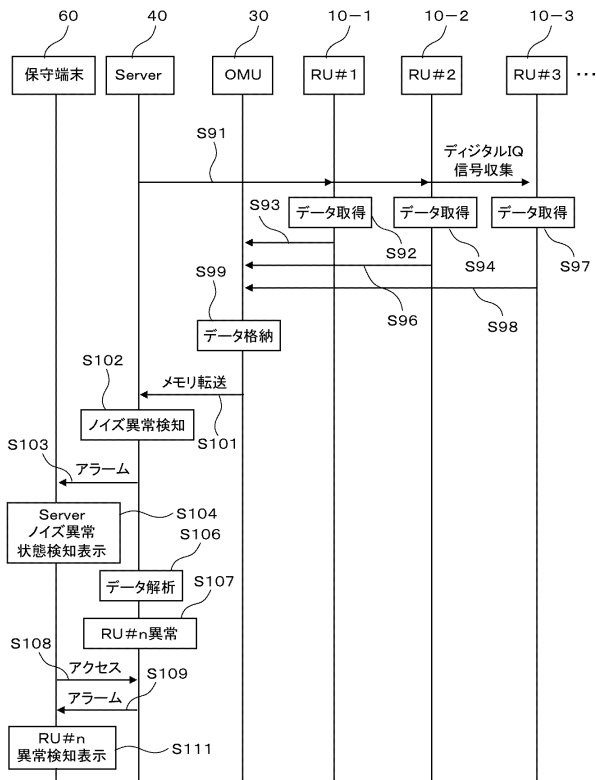 60
40
30
10-1
10-2
10-3
保守端末
Server
OMU
RU#1
RU#2
RU#3
…
S91
ディジタルIQ
信号収集
データ取得
データ取得
データ取得
S93
S92
S94
S97
S99
S96
S98
データ格納
S102
メモリ転送
ノイズ異常検知
S101
S103
アラーム
Server
ノイズ異常
状態検知表示
S104
S106
データ解析
S107
RU#n異常
S108
アクセス
アラーム
S109
RU#n
異常検知表示
S111